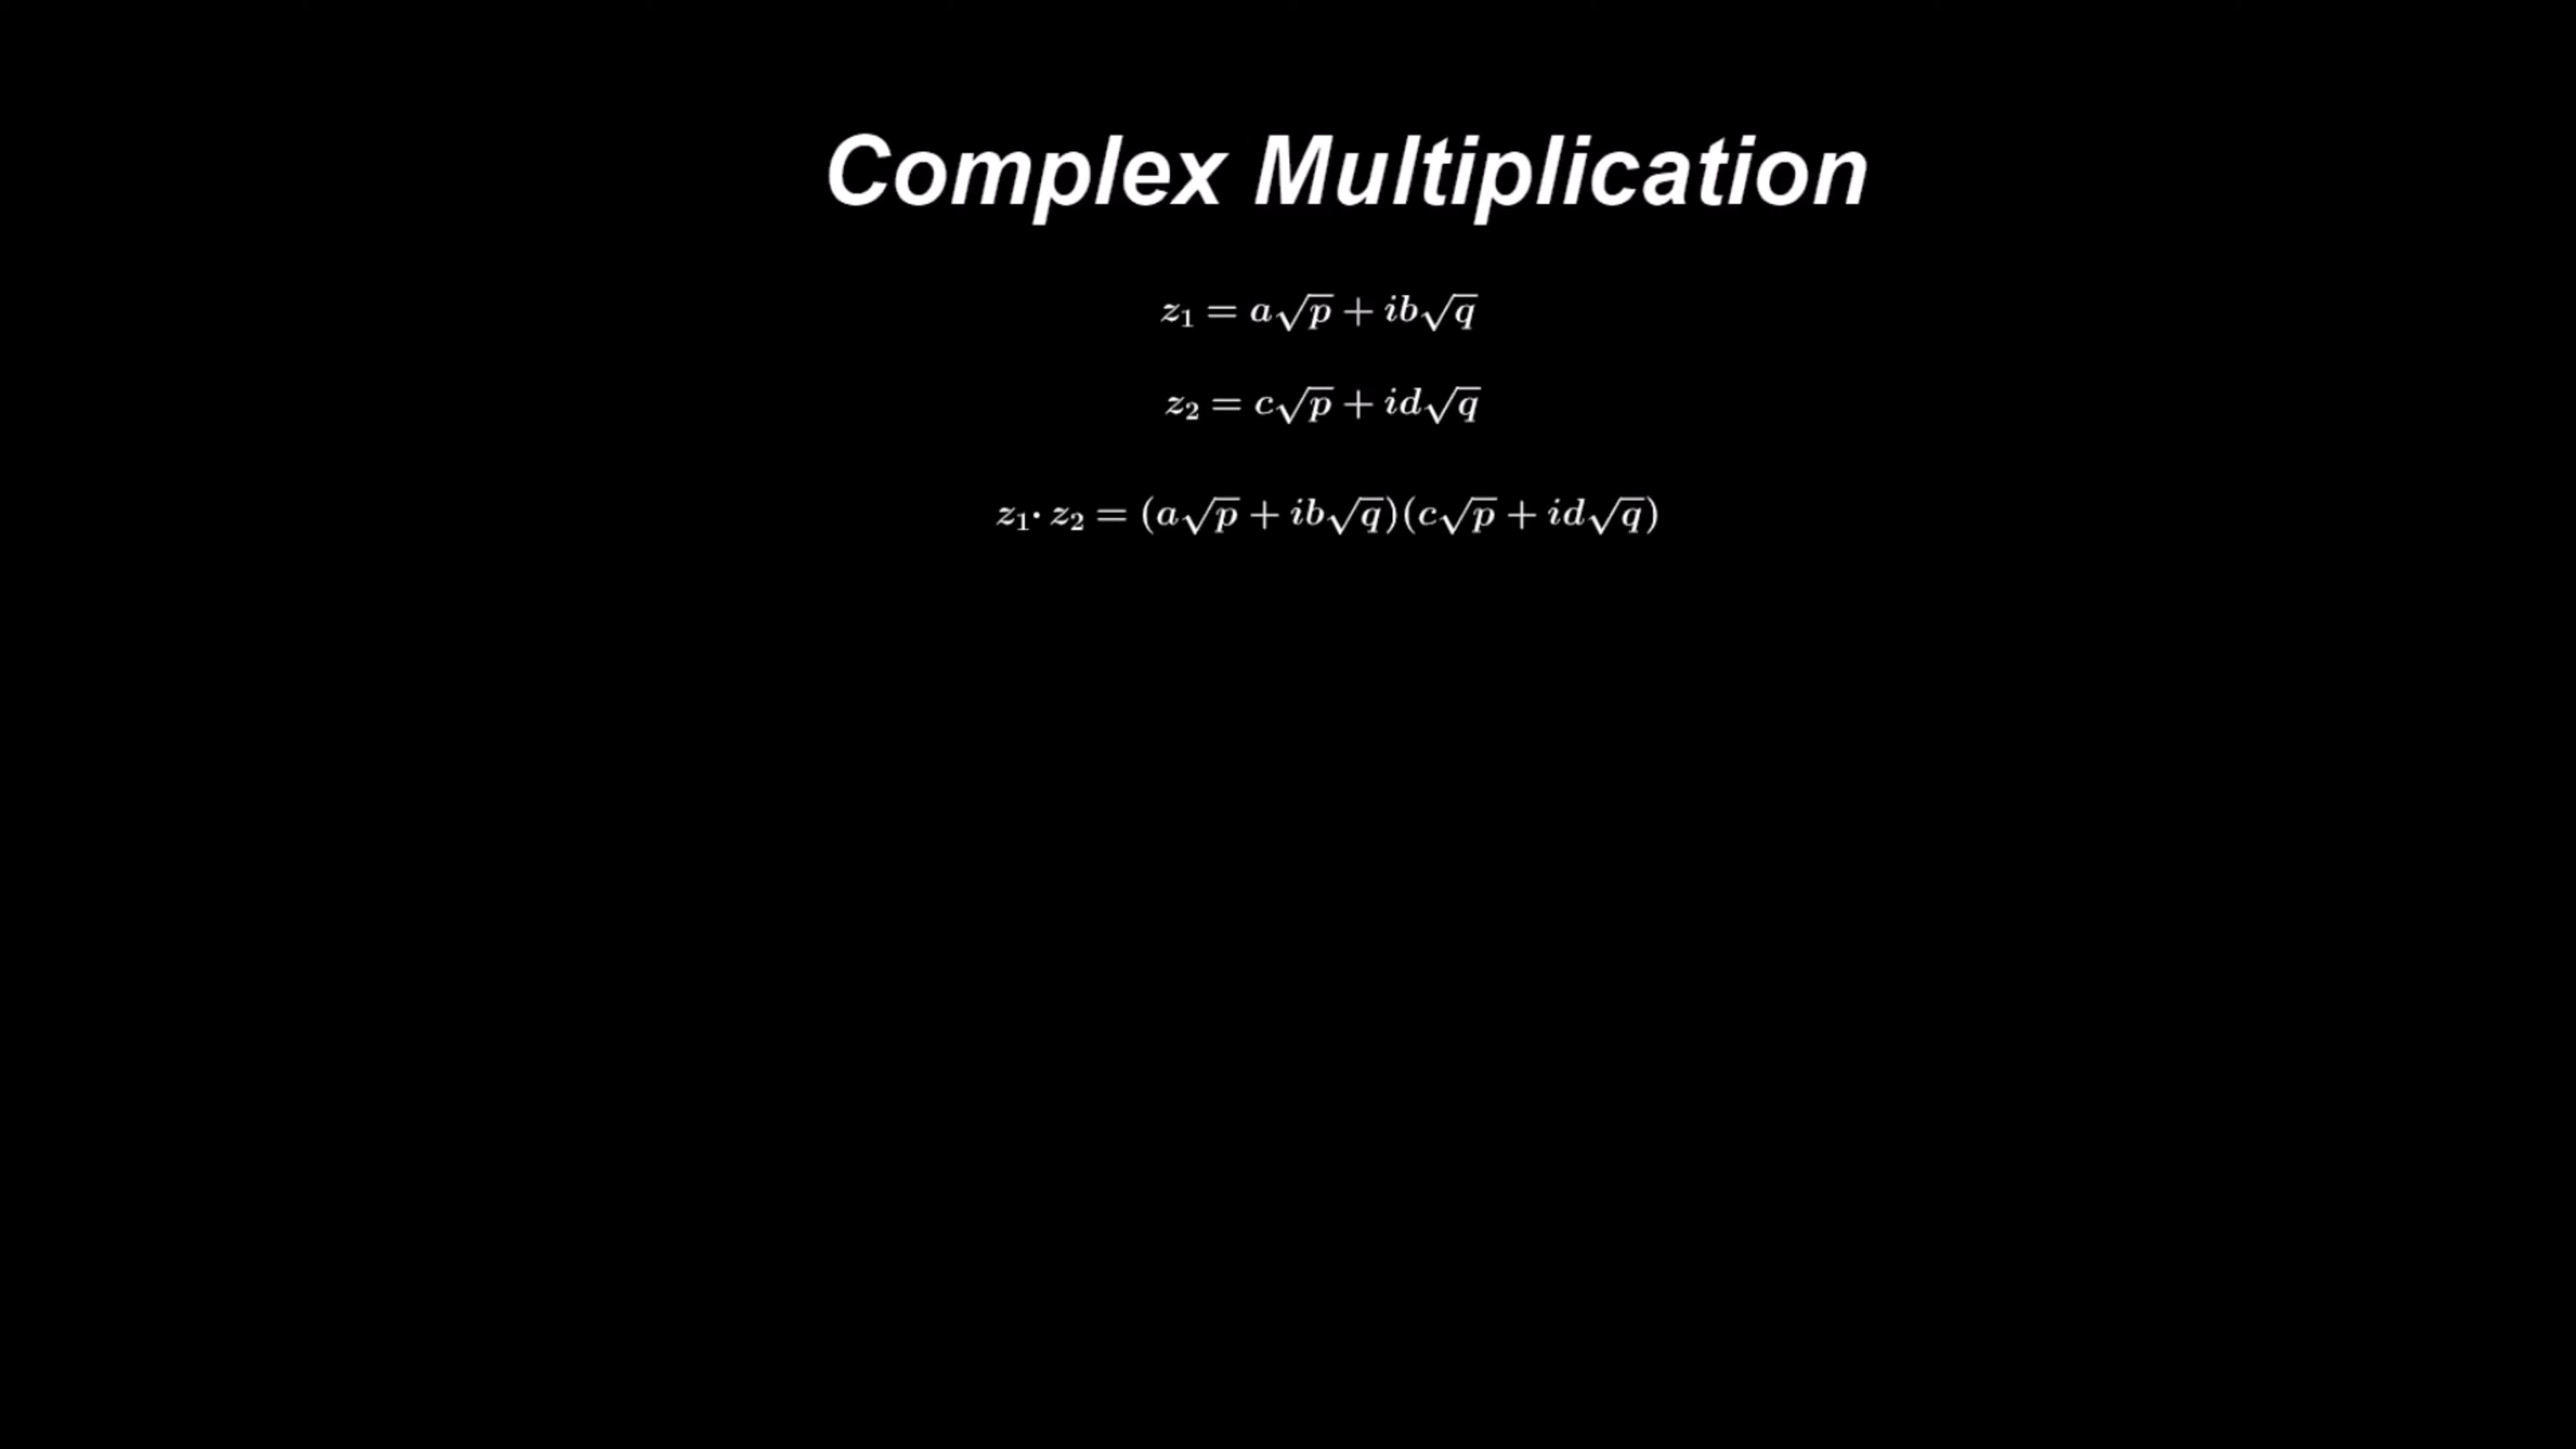 Complex Multiplication
z₁ = a√p + ib√q
z₂ = c√p + id√q
z₁· z₂ = (a√p + ib√q)(c√p + id√q)